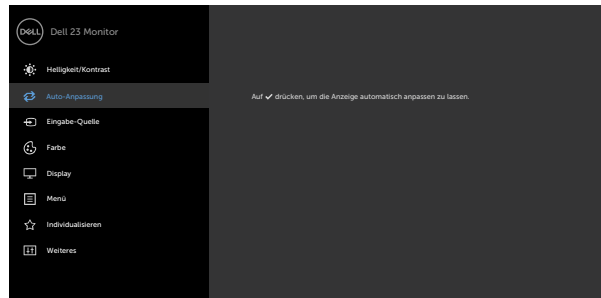 DELL Dell 23 Monitor
Helligkeit/Kontrast
Auto-Anpassung
Auf ✔ drücken, um die Anzeige automatisch anpassen zu lassen.
Eingabe-Quelle
Farbe
Display
Menü
Individualisieren
Weiteres